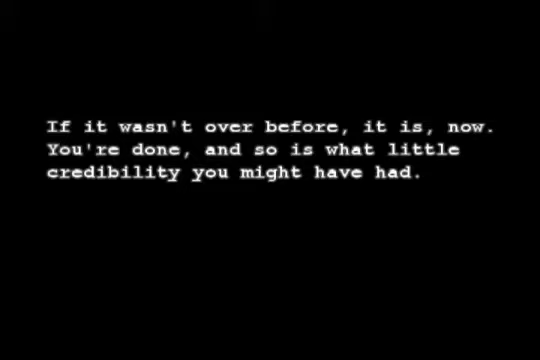 If it wasn't over before, it is, now.
You're done, and so is what little
credibility you might have had.